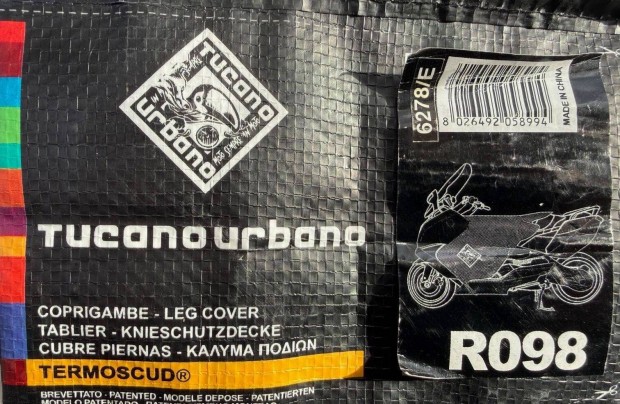 Tucano
urbano
Tucanourbano
COPRIGAMBE - LEG COVER
TABLIER - KNIESCHUTZDECKE
CUBRE PIERNAS - ΚΑΛΥΜΑ ΠΟΔΙΩΝ
TERMOSCUD®
BREVETTATO - PATENTED - MODELE DEPOSE - PATENTIERTEN
6278/E
8 026492 058994
MADE IN CHINA
R098